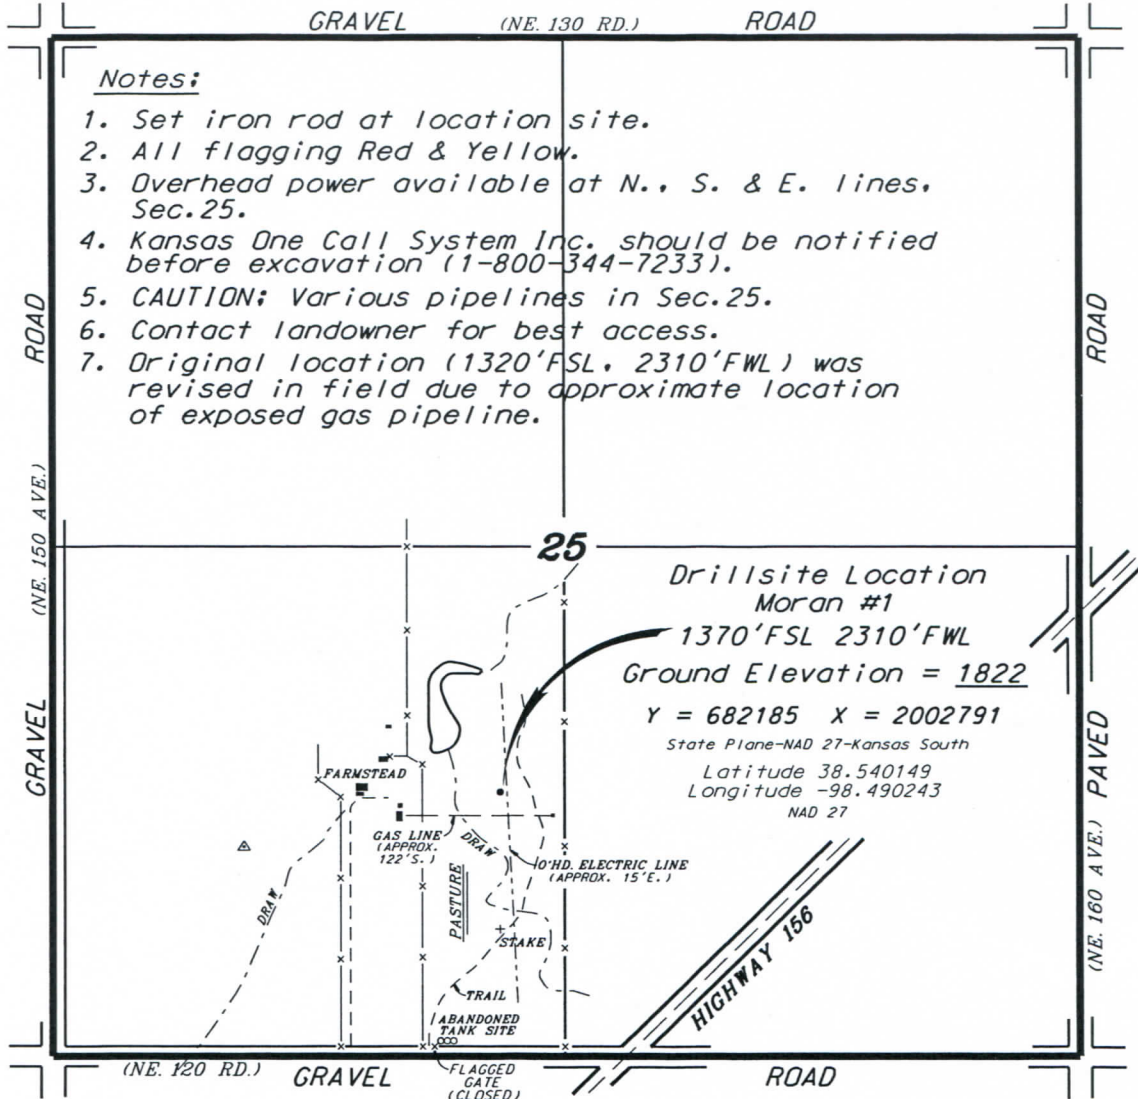 GRAVEL (NE. 130 RD.) ROAD
Notes:
1. Set iron rod at location site.
2. All flagging Red & Yellow.
3. Overhead power available at N., S. & E. lines,
Sec.25.
4. Kansas One Call System Inc. should be notified
before excavation (1-800-344-7233).
5. CAUTION: Various pipelines in Sec.25.
6. Contact landowner for best access.
7. Original location (1320'FSL, 2310'FWL) was
revised in field due to approximate location
of exposed gas pipeline.
GRAVEL (NE. 150 AVE.) ROAD
25
Drillsite Location
Moran #1
1370'FSL 2310'FWL
Ground Elevation = 1822
Y = 682185 X = 2002791
State Plane-NAD 27-Kansas South
Latitude 38.540149
Longitude -98.490243
NAD 27
FARMSTEAD
GAS LINE
(APPROX.
122'S.)
DRAW
O'HD. ELECTRIC LINE
(APPROX. 15'E.)
PASTURE
DRAW
STAKE
TRAIL
ABANDONED
TANK SITE
FLAGGED
GATE
(CLOSED)
HIGHWAY 156
(NE. 160 AVE.) PAVED ROAD
(NE. 120 RD.) GRAVEL ROAD